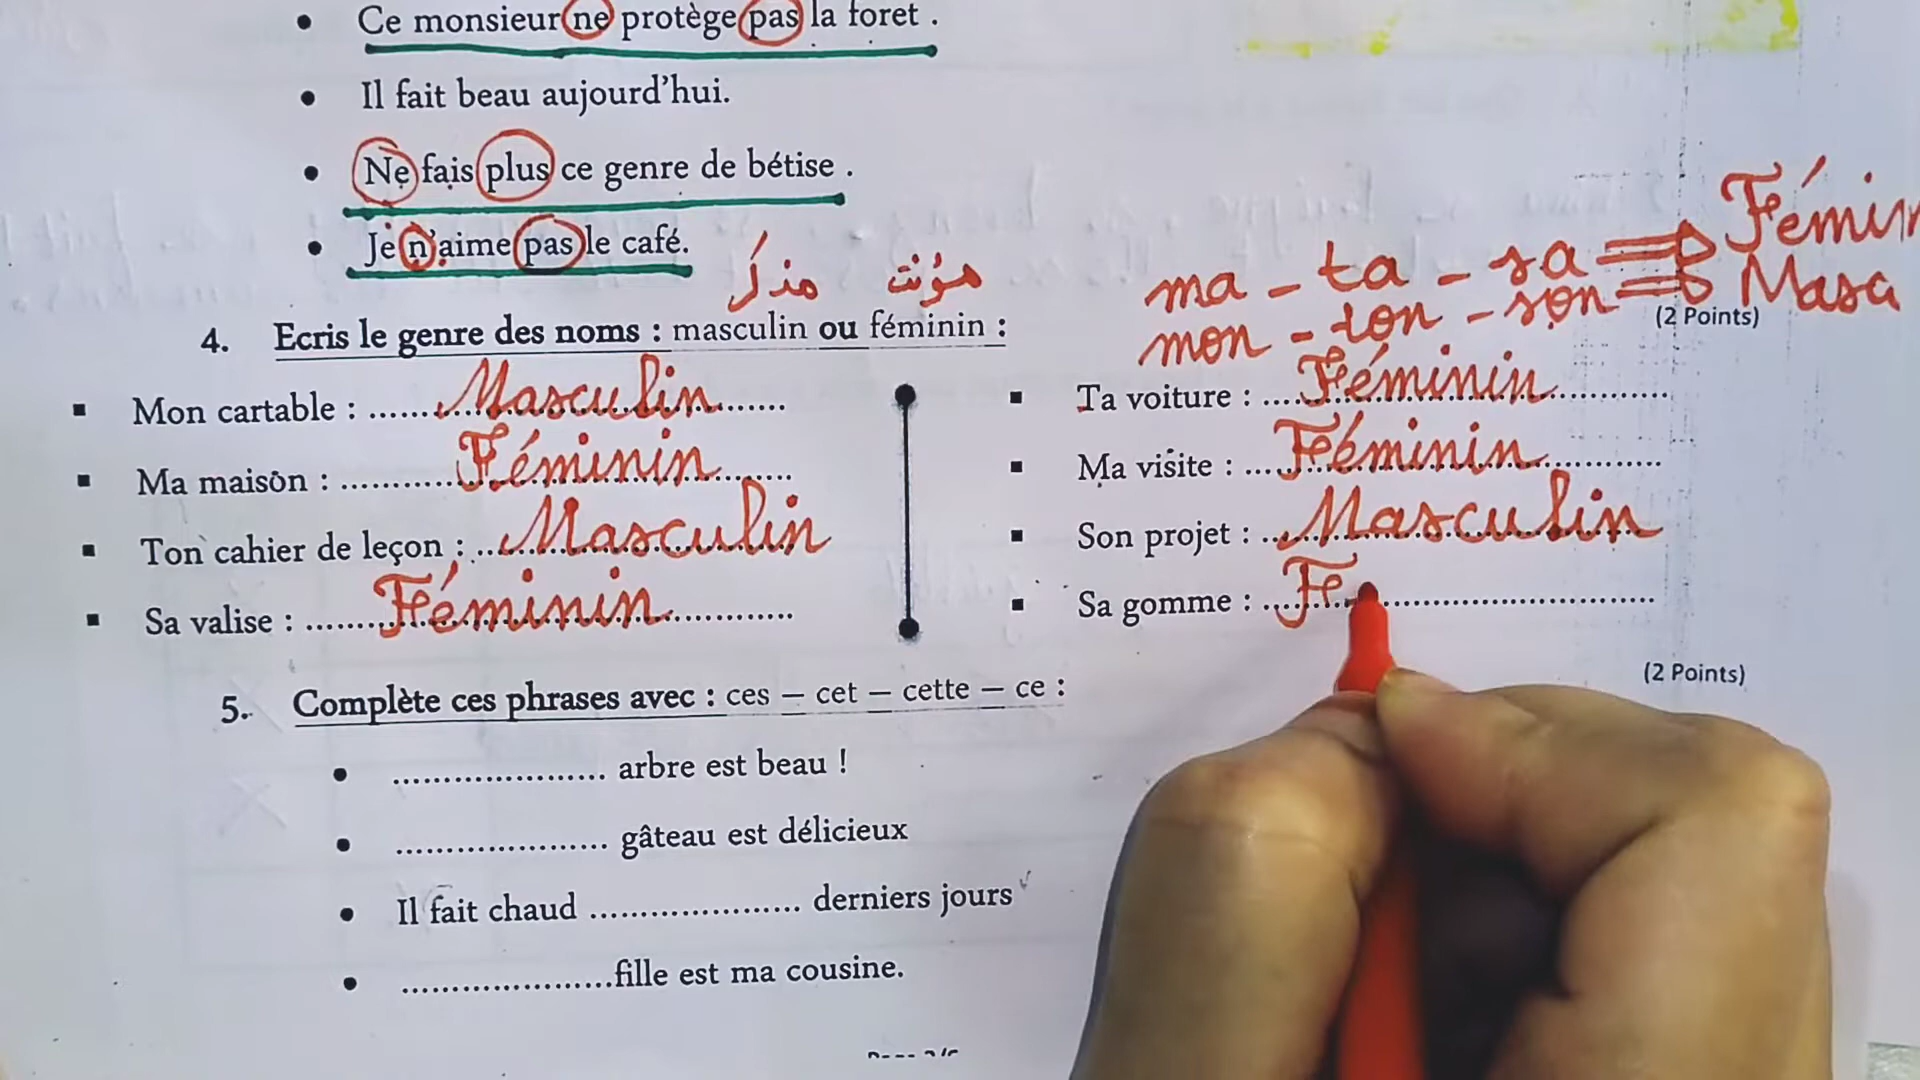 • Ce monsieur ne protège pas la foret .
• Il fait beau aujourd'hui.
• Ne fais plus ce genre de bétise .
• Je n'aime pas le café.
مذكر مؤنث
ma - ta - sa ⇒ Fémin
mon - ton - son ⇒ Masc
4. Ecris le genre des noms : masculin ou féminin : (2 Points)
▪ Mon cartable : Masculin
▪ Ma maison : Féminin
▪ Ton cahier de leçon : Masculin
▪ Sa valise : Féminin
▪ Ta voiture : Féminin
▪ Ma visite : Féminin
▪ Son projet : Masculin
▪ Sa gomme : Fe
5. Complète ces phrases avec : ces – cet – cette – ce : (2 Points)
• ..................... arbre est beau !
• ..................... gâteau est délicieux
• Il fait chaud ..................... derniers jours
• .....................fille est ma cousine.